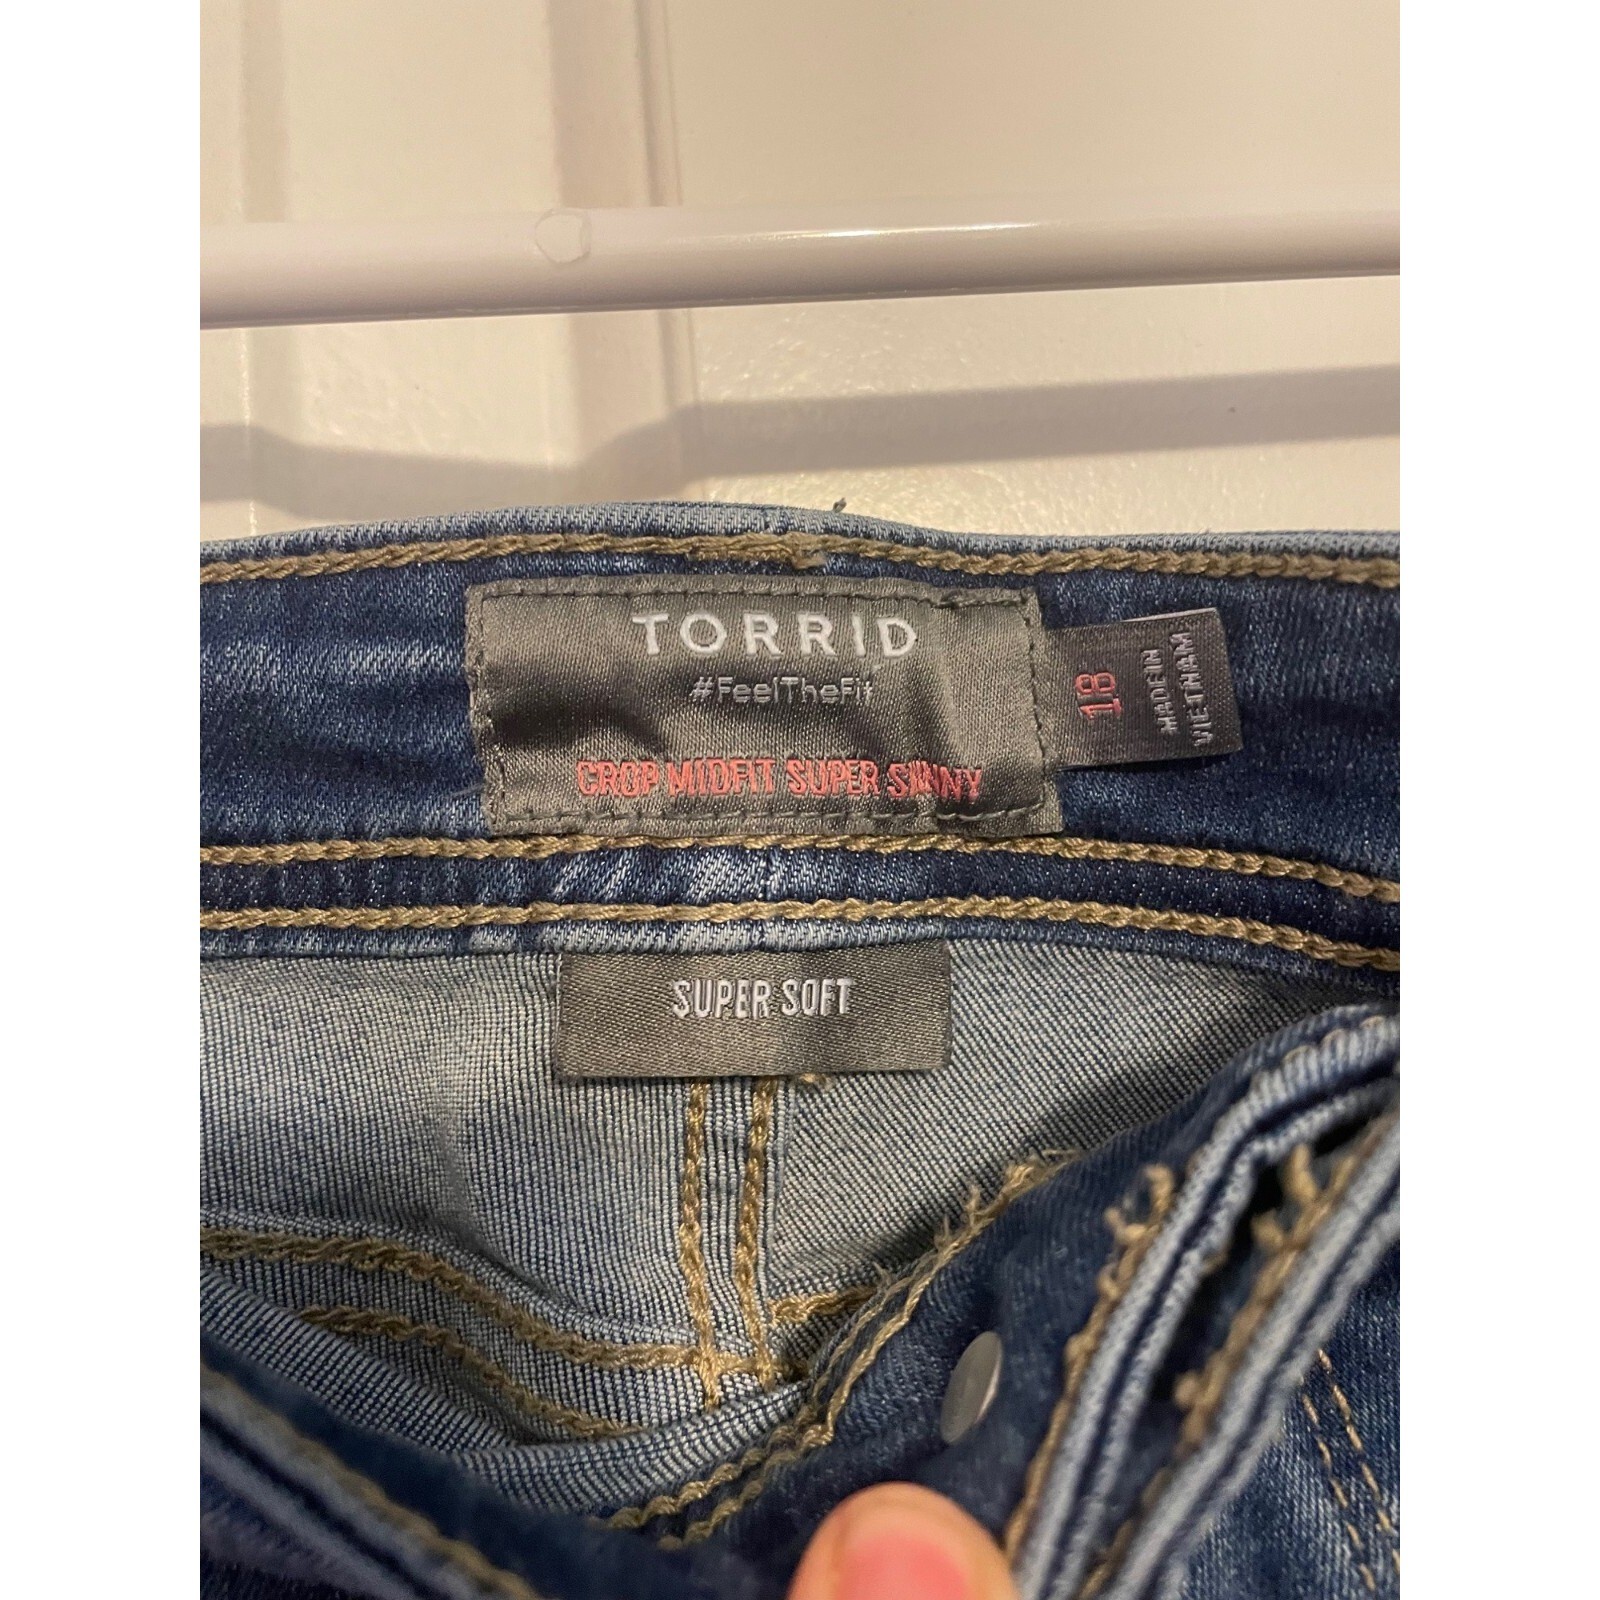 TORRID
#FeelTheFit
CROP MIDFIT SUPER SKINNY
18
MADE IN
VIETNAM
SUPER SOFT